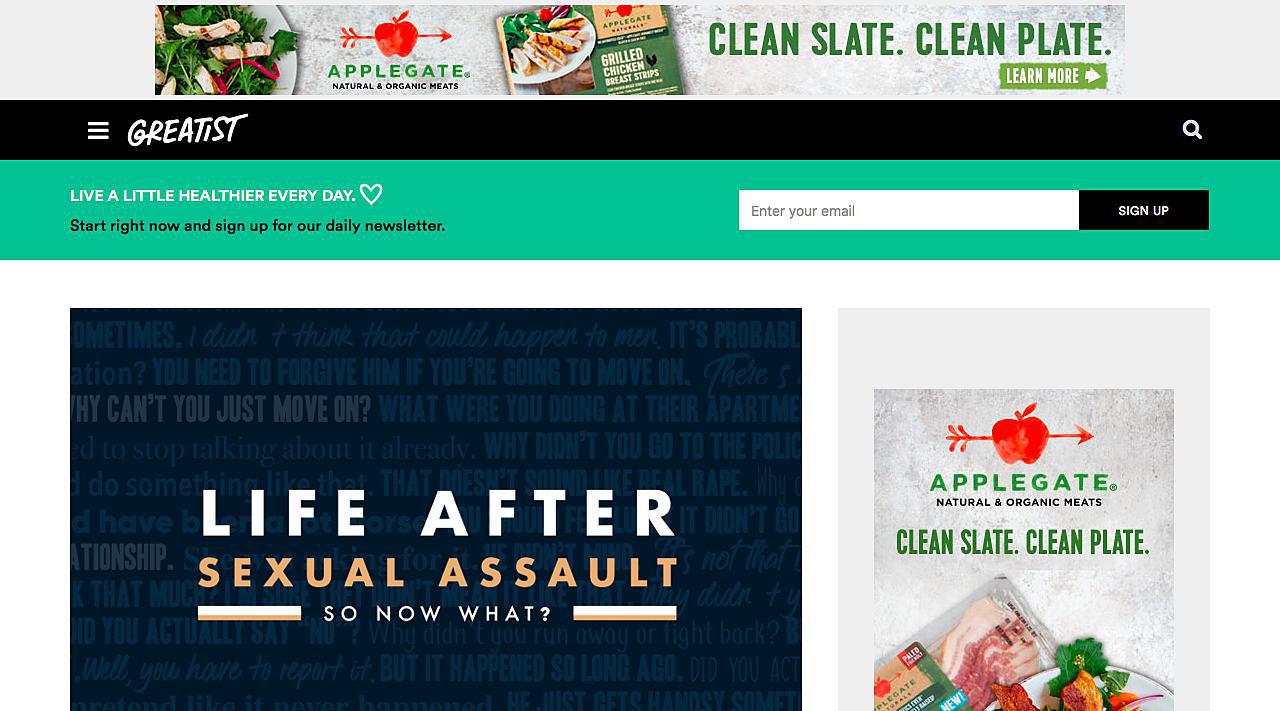 APPLEGATE®
NATURAL & ORGANIC MEATS
APPLEGATE
NATURALS
GRILLED
CHICKEN
BREAST STRIPS
CLEAN SLATE. CLEAN PLATE.
LEARN MORE
GREATIST
LIVE A LITTLE HEALTHIER EVERY DAY.
Start right now and sign up for our daily newsletter.
Enter your email
SIGN UP
OMETIMES. I didn't think that could happen to men. IT'S PROBABL
ation? YOU NEED TO FORGIVE HIM IF YOU'RE GOING TO MOVE ON. There's
HY CAN'T YOU JUST MOVE ON? WHAT WERE YOU DOING AT THEIR APARTME
ed to stop talking about it already. WHY DIDN'T YOU GO TO THE POLIC
d do something like that. THAT DOESN'T SOUND LIKE REAL RAPE. Why
LIFE AFTER
d have IT DIDN'T GO
ATIONSHIP. not that
SEXUAL ASSAULT
K THAT MUCH? Why didn't y
SO NOW WHAT?
DID YOU ACTUALLY SAY "NO"? Why didn't you run away or fight back?
Well, you have to report it. BUT IT HAPPENED SO LONG AGO. DID YOU ACT
pretend like it never happened. HE JUST GETS HANDSY SOMET
APPLEGATE®
NATURAL & ORGANIC MEATS
CLEAN SLATE. CLEAN PLATE.
PALEO
APPLEGATE
NEW!